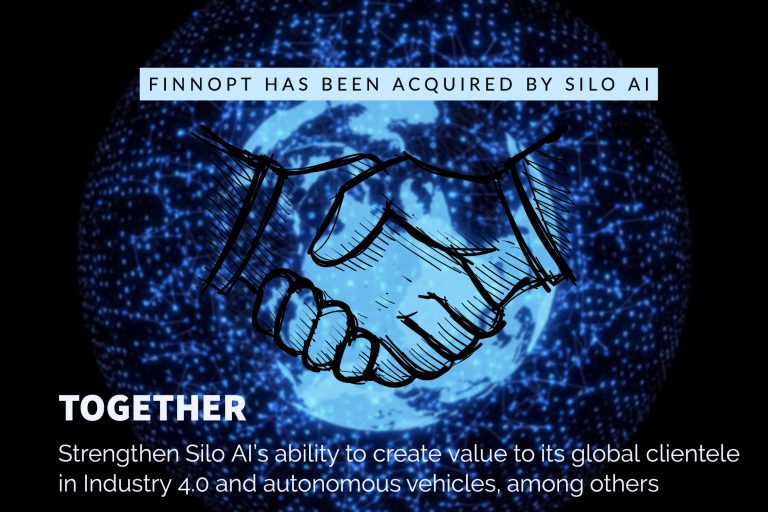 FINNOPT HAS BEEN ACQUIRED BY SILO AI
TOGETHER
Strengthen Silo AI's ability to create value to its global clientele
in Industry 4.0 and autonomous vehicles, among others